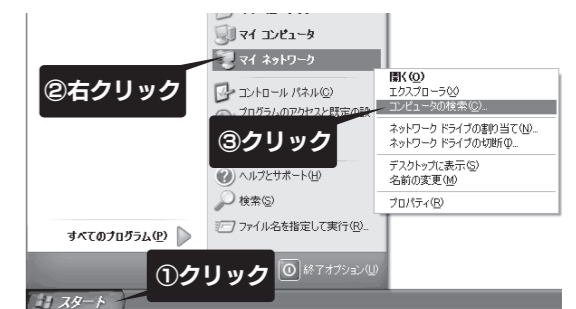 マイ コンピュータ
マイ ネットワーク
②右クリック
コントロール パネル(C)
プログラムのアクセスと既定の設
③クリック
ヘルプとサポート(H)
検索(S)
ファイル名を指定して実行(R)...
すべてのプログラム(P)
①クリック
終了オプション(U)
スタート
開く(O)
エクスプローラ(X)
コンピュータの検索(C)...
ネットワーク ドライブの割り当て(N)...
ネットワーク ドライブの切断(I)...
デスクトップに表示(S)
名前の変更(M)
プロパティ(R)